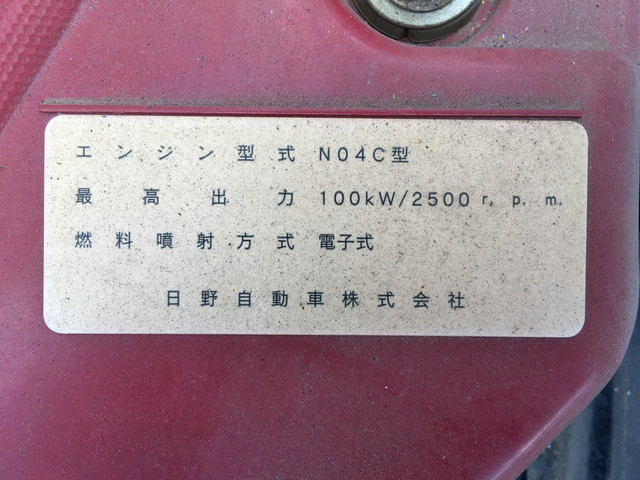 エンジン型式 N04C型
最高出力 100kW/2500 r. p. m.
燃料噴射方式 電子式
日野自動車株式会社